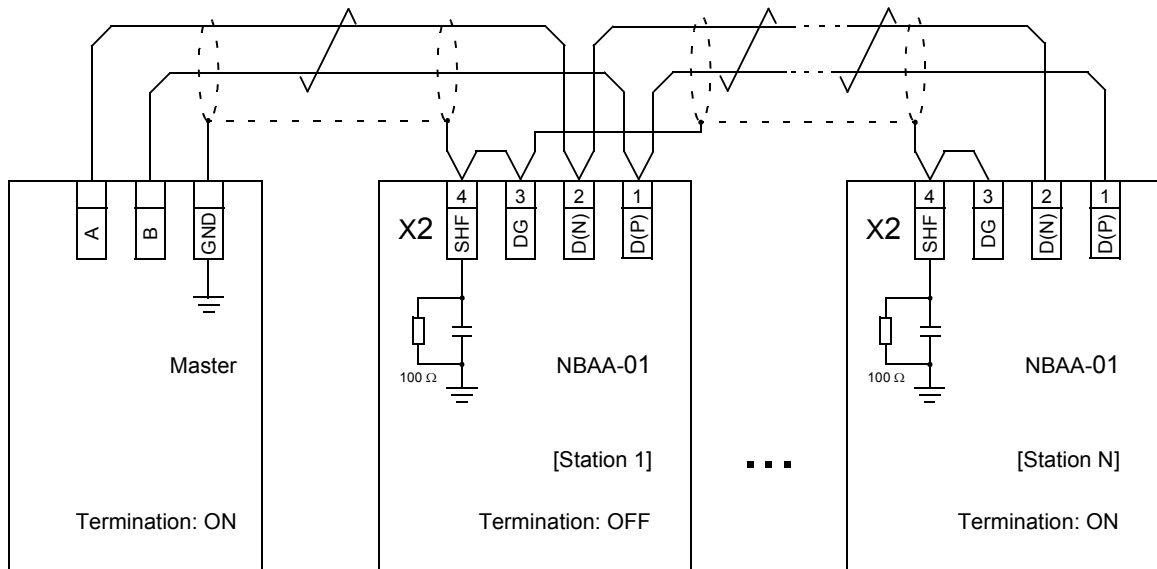 A B GND
Master
Termination: ON
X2
4 3 2 1
SHF DG D(N) D(P)
100 Ω
NBAA-01
[Station 1]
Termination: OFF
...
X2
4 3 2 1
SHF DG D(N) D(P)
100 Ω
NBAA-01
[Station N]
Termination: ON